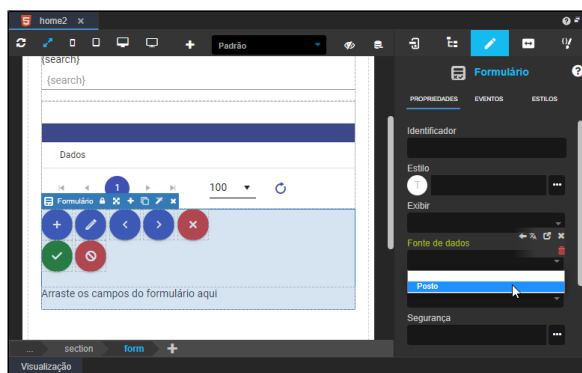 home2 ×
Padrão
Formulário
PROPRIEDADES EVENTOS ESTILOS
{search}
{search}
Identificador
Dados
Estilo
T
1
100
Exibir
Formulário
Fonte de dados
Posto
Arraste os campos do formulário aqui
Segurança
... section form +
Visualização